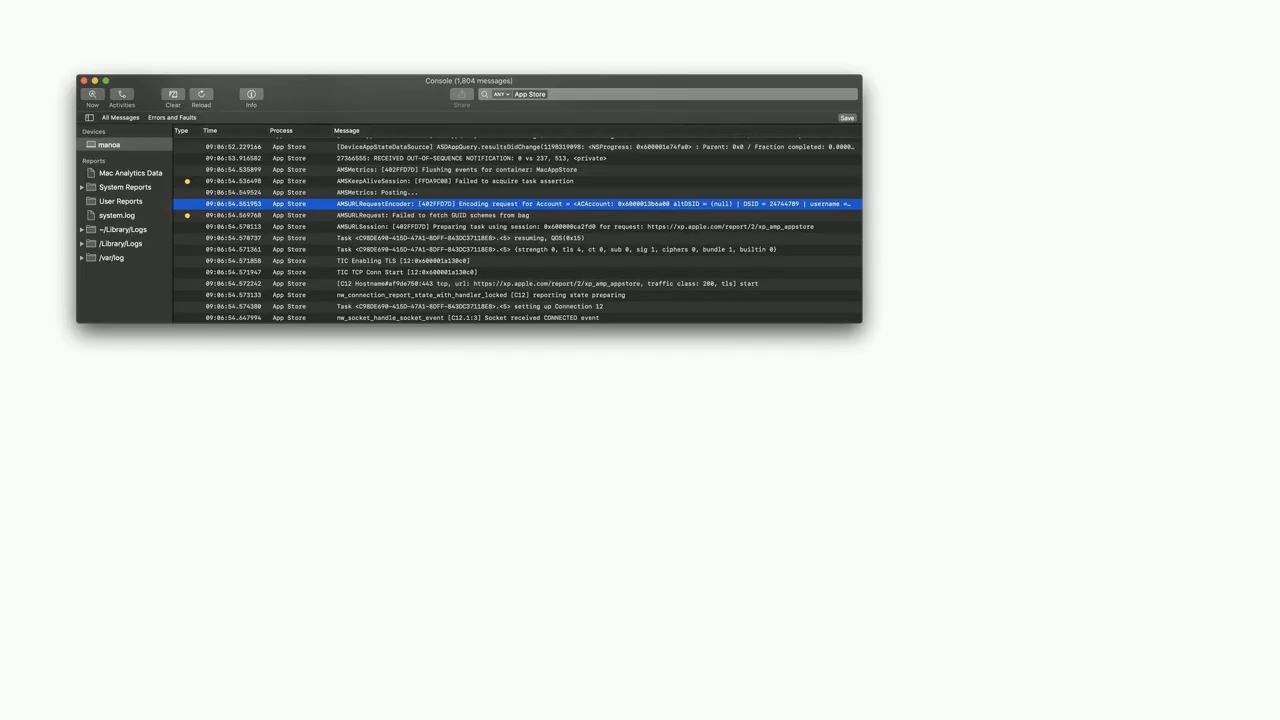 Console (1,804 messages)
Now Activities Clear Reload Info Share ANY App Store
All Messages Errors and Faults Save
Devices
manoa
Reports
Mac Analytics Data
System Reports
User Reports
system.log
~/Library/Logs
/Library/Logs
/var/log
Type Time Process Message
09:06:52.229166 App Store [DeviceAppStateDataSource] ASDAppQuery.resultsDidChange(1198319098: <NSProgress: 0x600001e74fa0> : Parent: 0x0 / Fraction completed: 0.0000…
09:06:53.916582 App Store 27366555: RECEIVED OUT-OF-SEQUENCE NOTIFICATION: 0 vs 237, 513, <private>
09:06:54.535899 App Store AMSMetrics: [402FFD7D] Flushing events for container: MacAppStore
09:06:54.536498 App Store AMSKeepAliveSession: [FFDA9C08] Failed to acquire task assertion
09:06:54.549524 App Store AMSMetrics: Posting...
09:06:54.551953 App Store AMSURLRequestEncoder: [402FFD7D] Encoding request for Account = <ACAccount: 0x6000013b6a00 altDSID = (null) | DSID = 24744789 | username =…
09:06:54.569768 App Store AMSURLRequest: Failed to fetch GUID schemes from bag
09:06:54.570113 App Store AMSURLSession: [402FFD7D] Preparing task using session: 0x600000ca2fd0 for request: https://xp.apple.com/report/2/xp_amp_appstore
09:06:54.570737 App Store Task <C98DE690-415D-47A1-8DFF-843DC37118E8>.<5> resuming, QOS(0x15)
09:06:54.571361 App Store Task <C98DE690-415D-47A1-8DFF-843DC37118E8>.<5> {strength 0, tls 4, ct 0, sub 0, sig 1, ciphers 0, bundle 1, builtin 0}
09:06:54.571858 App Store TIC Enabling TLS [12:0x600001a130c0]
09:06:54.571947 App Store TIC TCP Conn Start [12:0x600001a130c0]
09:06:54.572242 App Store [C12 Hostname#af9de750:443 tcp, url: https://xp.apple.com/report/2/xp_amp_appstore, traffic class: 200, tls] start
09:06:54.573133 App Store nw_connection_report_state_with_handler_locked [C12] reporting state preparing
09:06:54.574380 App Store Task <C98DE690-415D-47A1-8DFF-843DC37118E8>.<5> setting up Connection 12
09:06:54.647994 App Store nw_socket_handle_socket_event [C12.1:3] Socket received CONNECTED event